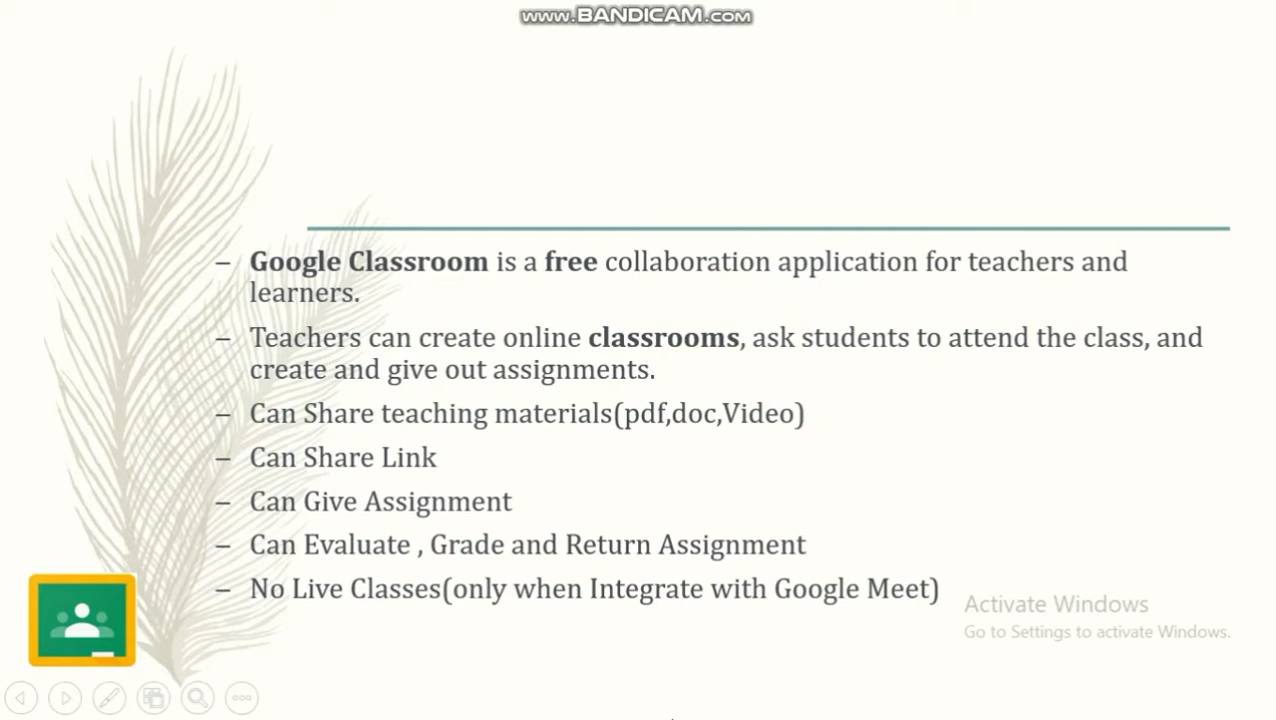 www.BANDICAM.com
– Google Classroom is a free collaboration application for teachers and
learners.
– Teachers can create online classrooms, ask students to attend the class, and
create and give out assignments.
– Can Share teaching materials(pdf,doc,Video)
– Can Share Link
– Can Give Assignment
– Can Evaluate , Grade and Return Assignment
– No Live Classes(only when Integrate with Google Meet)
Activate Windows
Go to Settings to activate Windows.